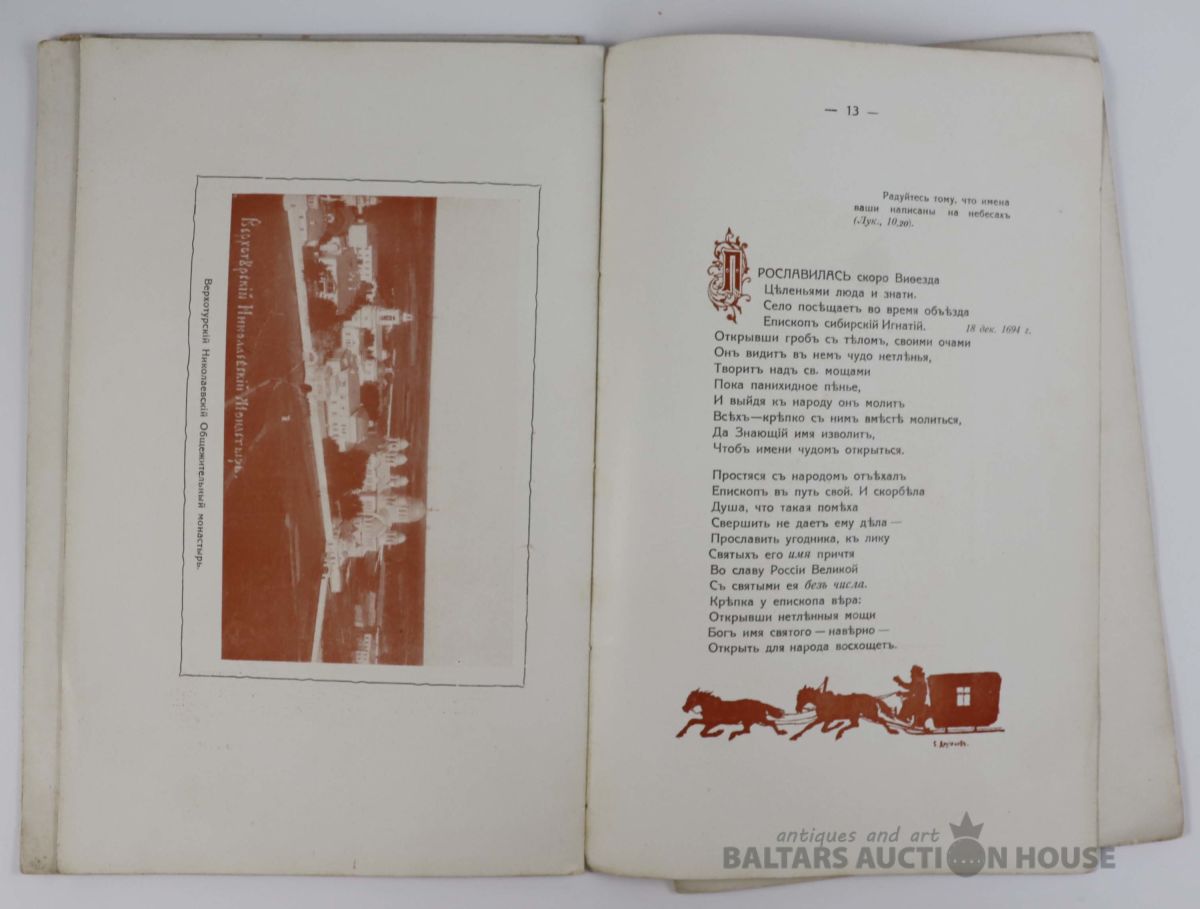 Верхотурскій Николаевскій Монастырь
Верхотурскій Николаевскій Общежительный монастырь.
— 13 —
Радуйтесь тому, что имена
ваши написаны на небесахъ
(Лук., 10,20).
ПРОСЛАВИЛАСЬ скоро Виѳезда
Цѣленьями люда и знати.
Село посѣщаетъ во время объѣзда
Епископъ сибирскій Игнатій. 18 дек. 1694 г.
Открывши гробъ съ тѣломъ, своими очами
Онъ видитъ въ немъ чудо нетлѣнья,
Творитъ надъ св. мощами
Пока панихидное пѣнье,
И выйдя къ народу онъ молитъ
Всѣхъ—крѣпко съ нимъ вмѣстѣ молиться,
Да Знающій имя изволитъ,
Чтобъ имени чудомъ открыться.
Простяся съ народомъ отъѣхалъ
Епископъ въ путь свой. И скорбѣла
Душа, что такая помѣха
Свершить не даетъ ему дѣла —
Прославить угодника, къ лику
Святыхъ его имя причтя
Во славу Россіи Великой
Съ святыми ея безъ числа.
Крѣпка у епископа вѣра:
Открывши нетлѣнныя мощи
Богъ имя святого — навѣрно —
Открыть для народа восхощетъ.
antiques and art
BALTARS AUCTION HOUSE